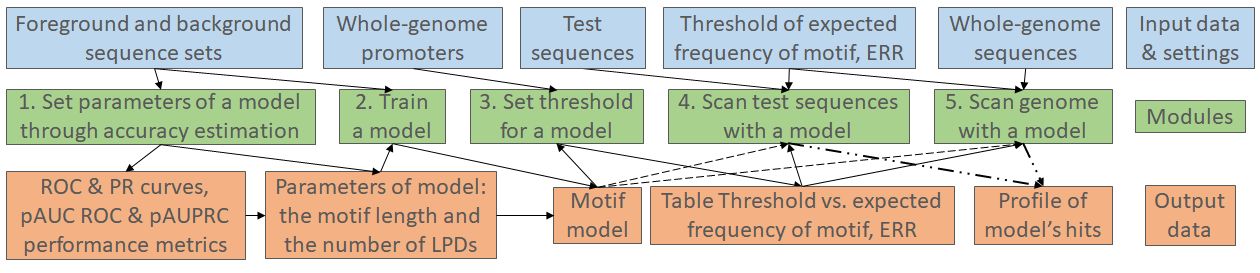 Foreground and background
sequence sets
Whole-genome
promoters
Test
sequences
Threshold of expected
frequency of motif, ERR
Whole-genome
sequences
Input data
& settings
1. Set parameters of a model
through accuracy estimation
2. Train
a model
3. Set threshold
for a model
4. Scan test sequences
with a model
5. Scan genome
with a model
Modules
ROC & PR curves,
pAUC ROC & pAUPRC
performance metrics
Parameters of model:
the motif length and
the number of LPDs
Motif
model
Table Threshold vs. expected
frequency of motif, ERR
Profile of
model’s hits
Output
data